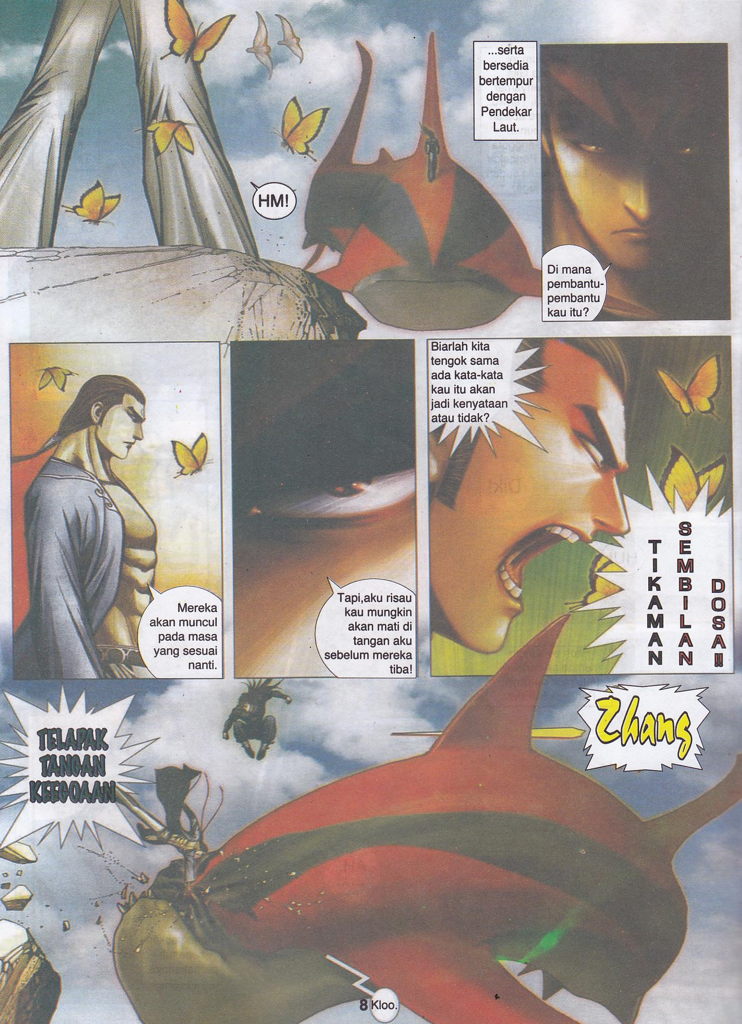 ...serta
bersedia
bertempur
dengan
Pendekar
Laut.
HM!
Di mana
pembantu-
pembantu
kau itu?
Mereka
akan muncul
pada masa
yang sesuai
nanti.
Tapi,aku risau
kau mungkin
akan mati di
tangan aku
sebelum mereka
tiba!
Biarlah kita
tengok sama
ada kata-kata
kau itu akan
jadi kenyataan
atau tidak?
TIKAMAN
SEMBILAN
DOSA!!
TELAPAK
TANGAN
KEEGOAAN
Zhang
8 Kloo.